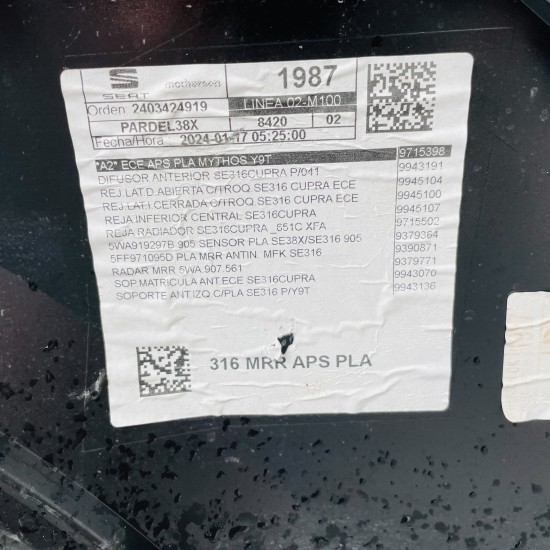 SEAT motherson 1987
Orden: 2403424919 LINEA 02-M100
PARDEL38X 8420 02
Fecha/Hora: 2024-01-17 05:25:00
*A2* ECE APS PLA MYTHOS Y9T 9715398
DIFUSOR ANTERIOR SE316CUPRA P/041 9943191
REJ.LAT D.ABIERTA C/TROQ SE316 CUPRA ECE 9945104
REJ.LAT I.CERRADA C/TROQ SE316 CUPRA ECE 9945100
REJA INFERIOR CENTRAL SE316CUPRA 9945107
REJA RADIADOR SE316CUPRA _651C XFA 9715502
5WA919297B 905 SENSOR PLA SE38X/SE316 905 9379364
5FF971095D PLA MRR ANTIN. MFK SE316 9390871
RADAR MRR 5WA.907.561 9379771
SOP.MATRICULA ANT.ECE SE316CUPRA 9943070
SOPORTE ANT.IZQ C/PLA SE316 P/Y9T 9943136
316 MRR APS PLA